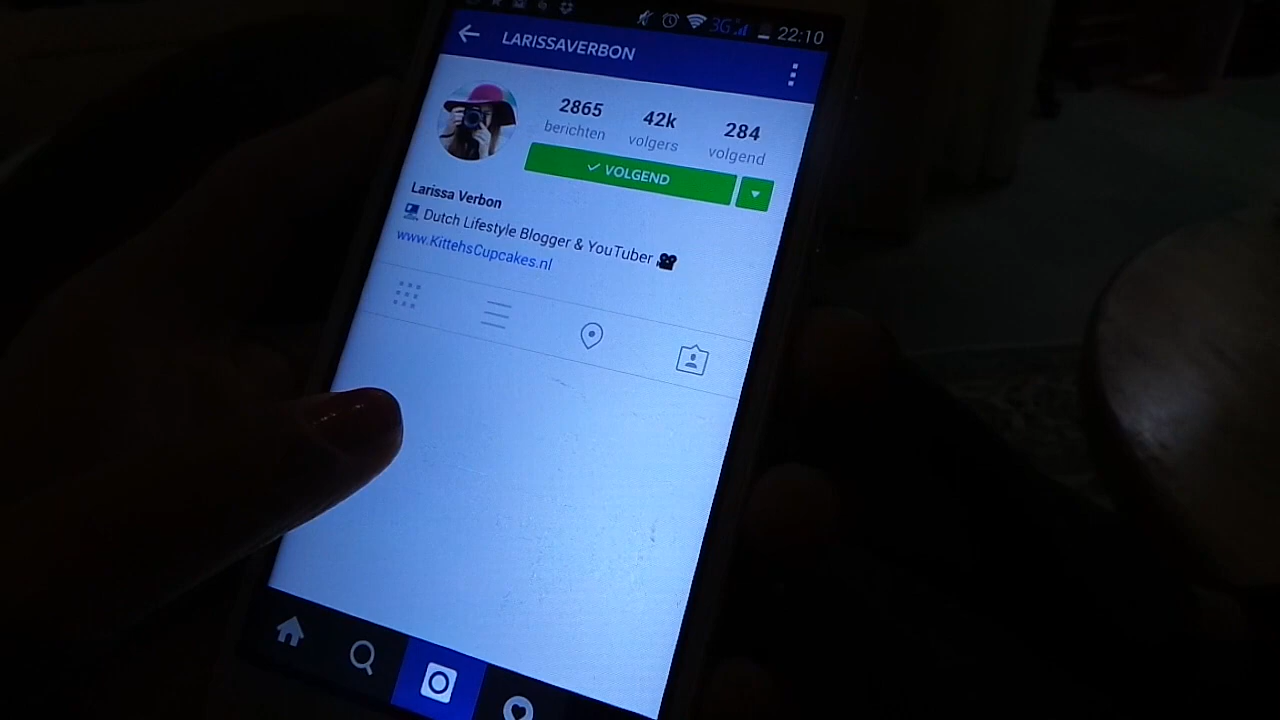 3G 22:10
LARISSAVERBON
2865 42k 284
berichten volgers volgend
VOLGEND
Larissa Verbon
Dutch Lifestyle Blogger & YouTuber
www.KittehsCupcakes.nl